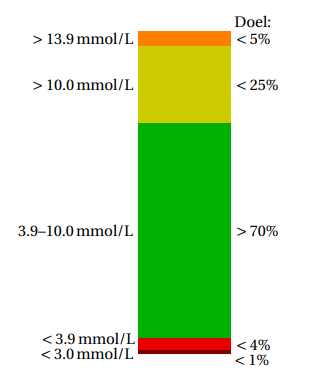 Doel:
> 13.9 mmol/L < 5%
> 10.0 mmol/L < 25%
3.9–10.0 mmol/L > 70%
< 3.9 mmol/L < 4%
< 3.0 mmol/L < 1%